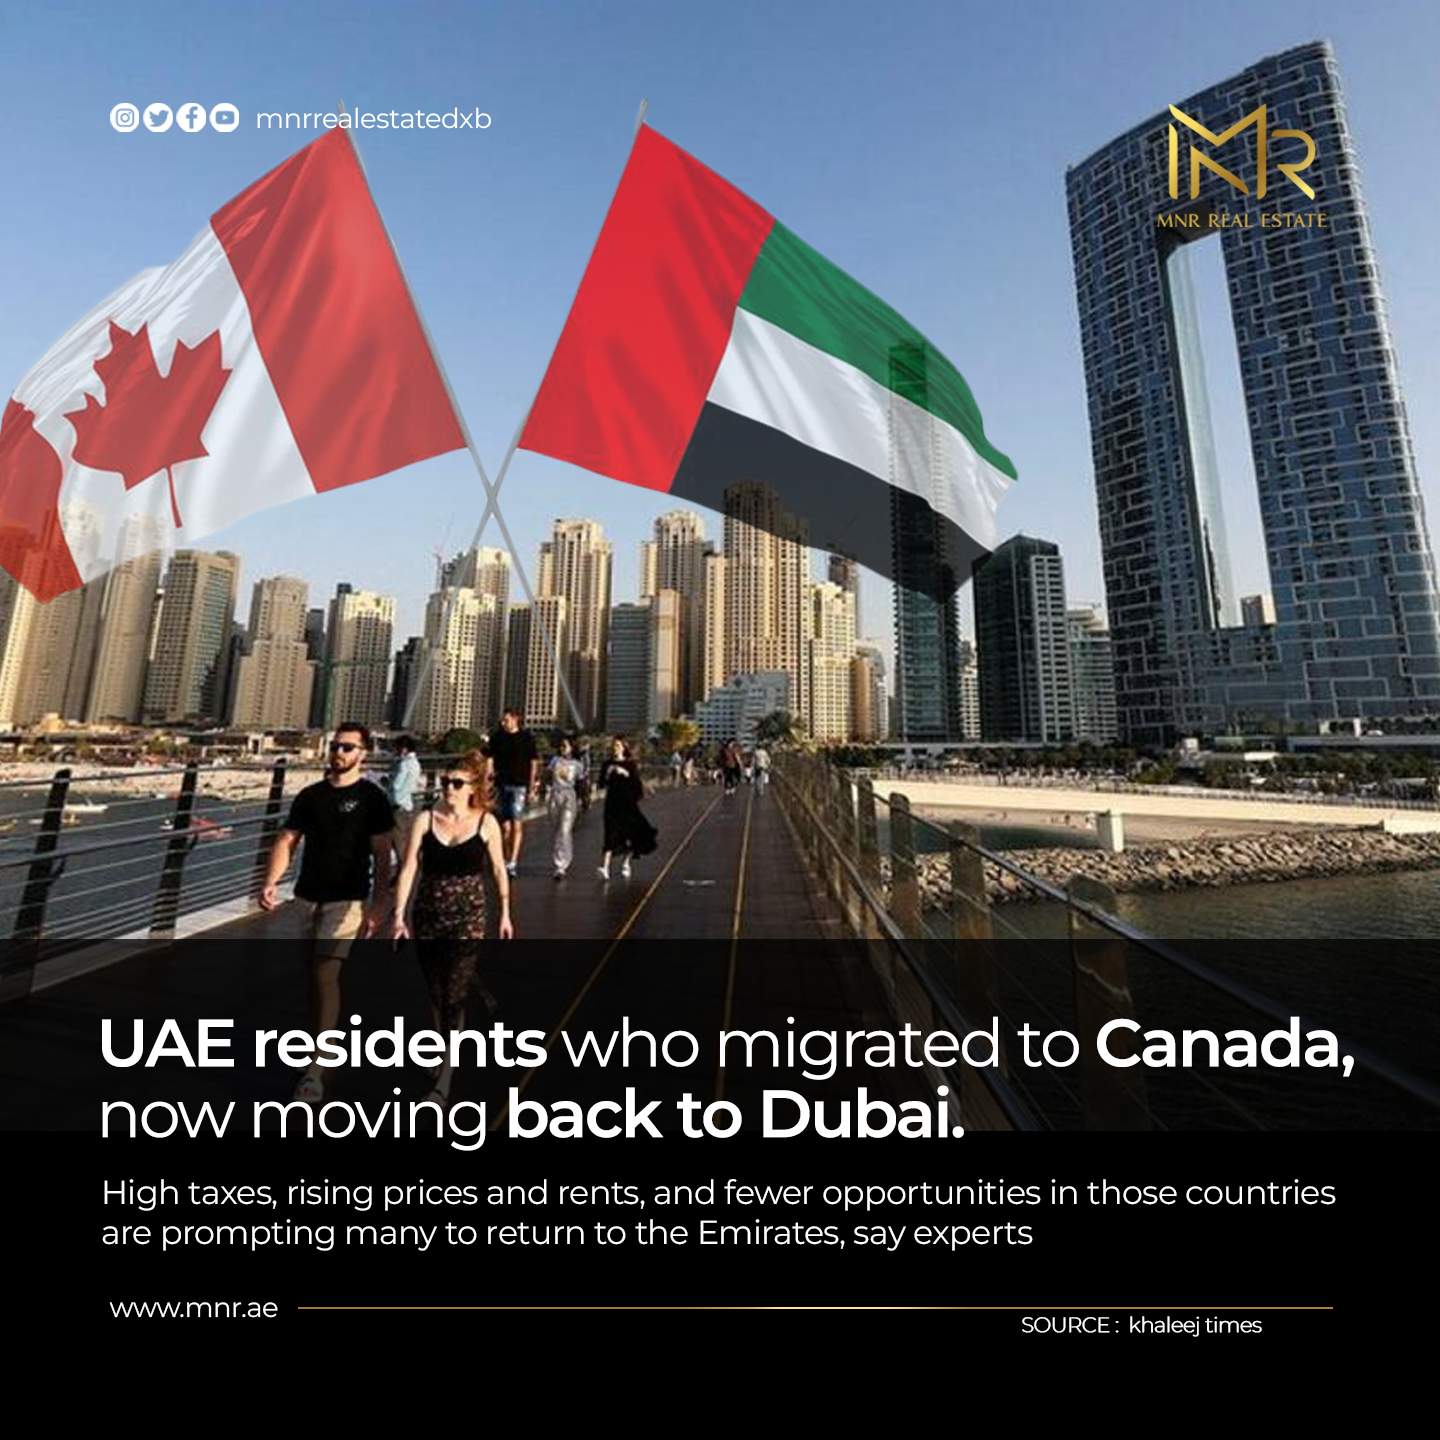 mnrrealestatedxb
MNR
MNR REAL ESTATE
UAE residents who migrated to Canada,
now moving back to Dubai.
High taxes, rising prices and rents, and fewer opportunities in those countries
are prompting many to return to the Emirates, say experts
www.mnr.ae
SOURCE : khaleej times